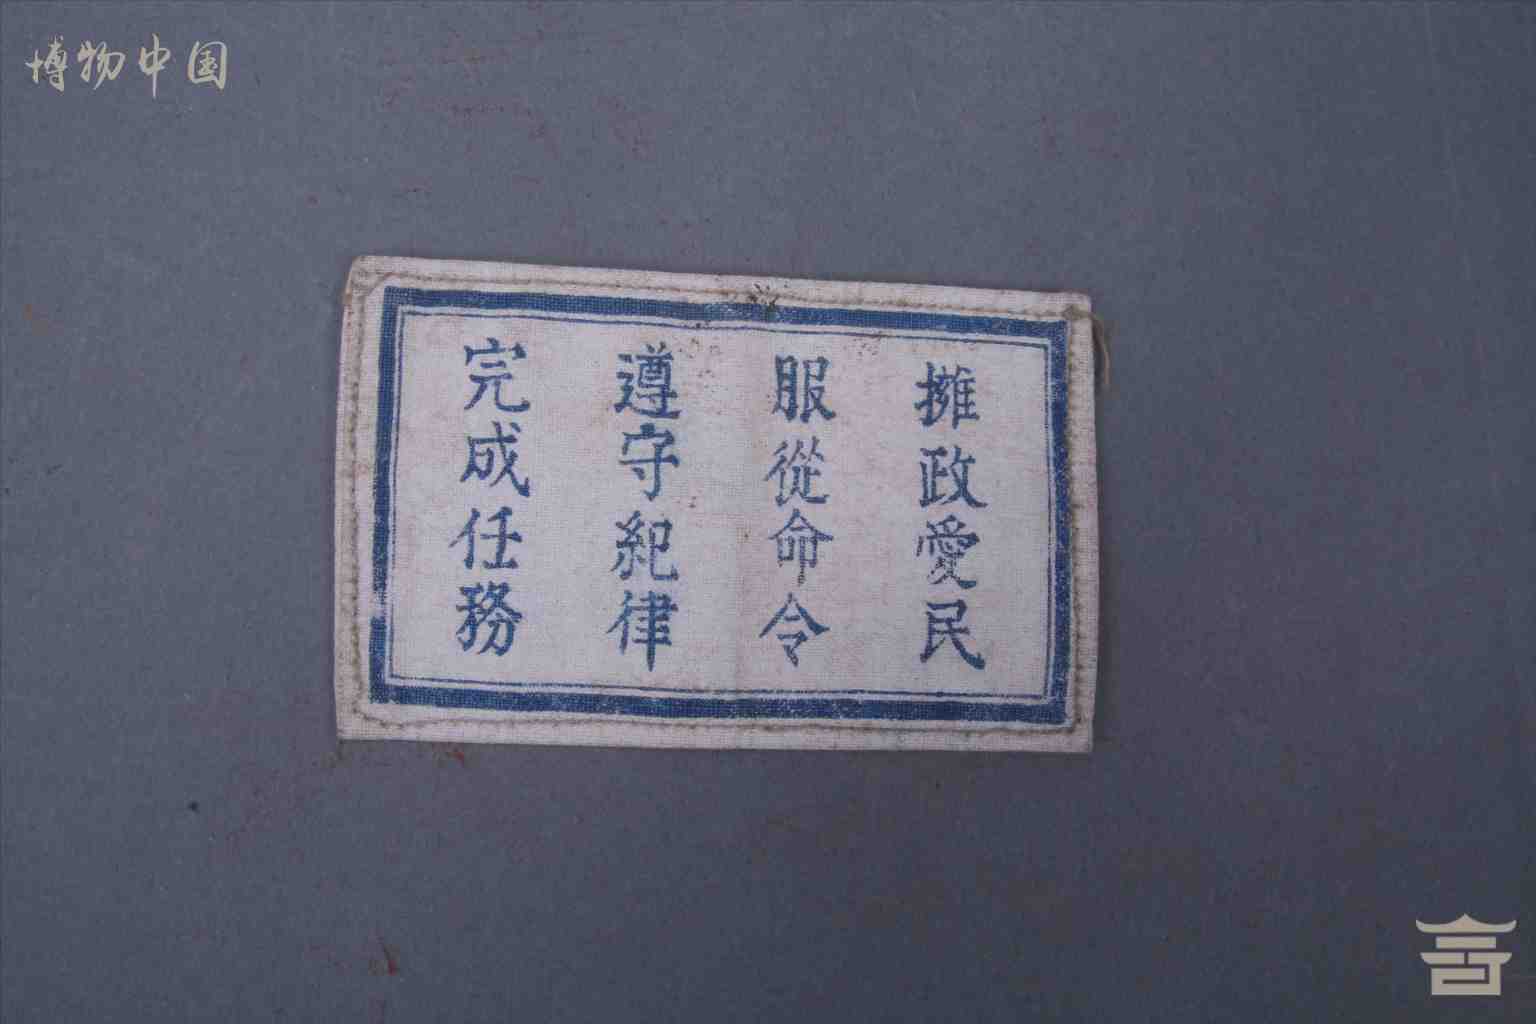 博物中国
擁政愛民
服從命令
遵守紀律
完成任務